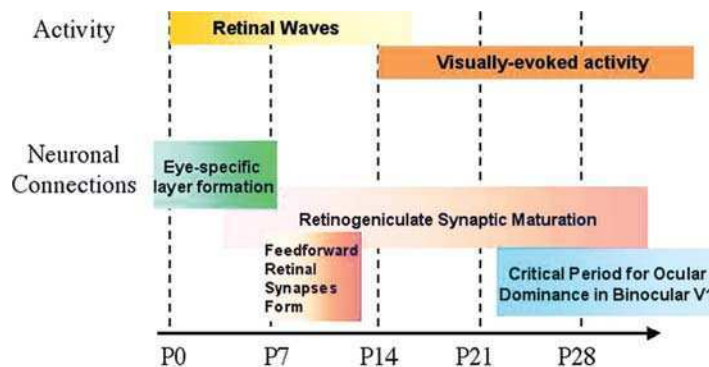 Activity
Retinal Waves
Visually-evoked activity
Neuronal
Connections
Eye-specific
layer formation
Retinogeniculate Synaptic Maturation
Feedforward
Retinal
Synapses
Form
Critical Period for Ocular
Dominance in Binocular
P0 P7 P14 P21 P28